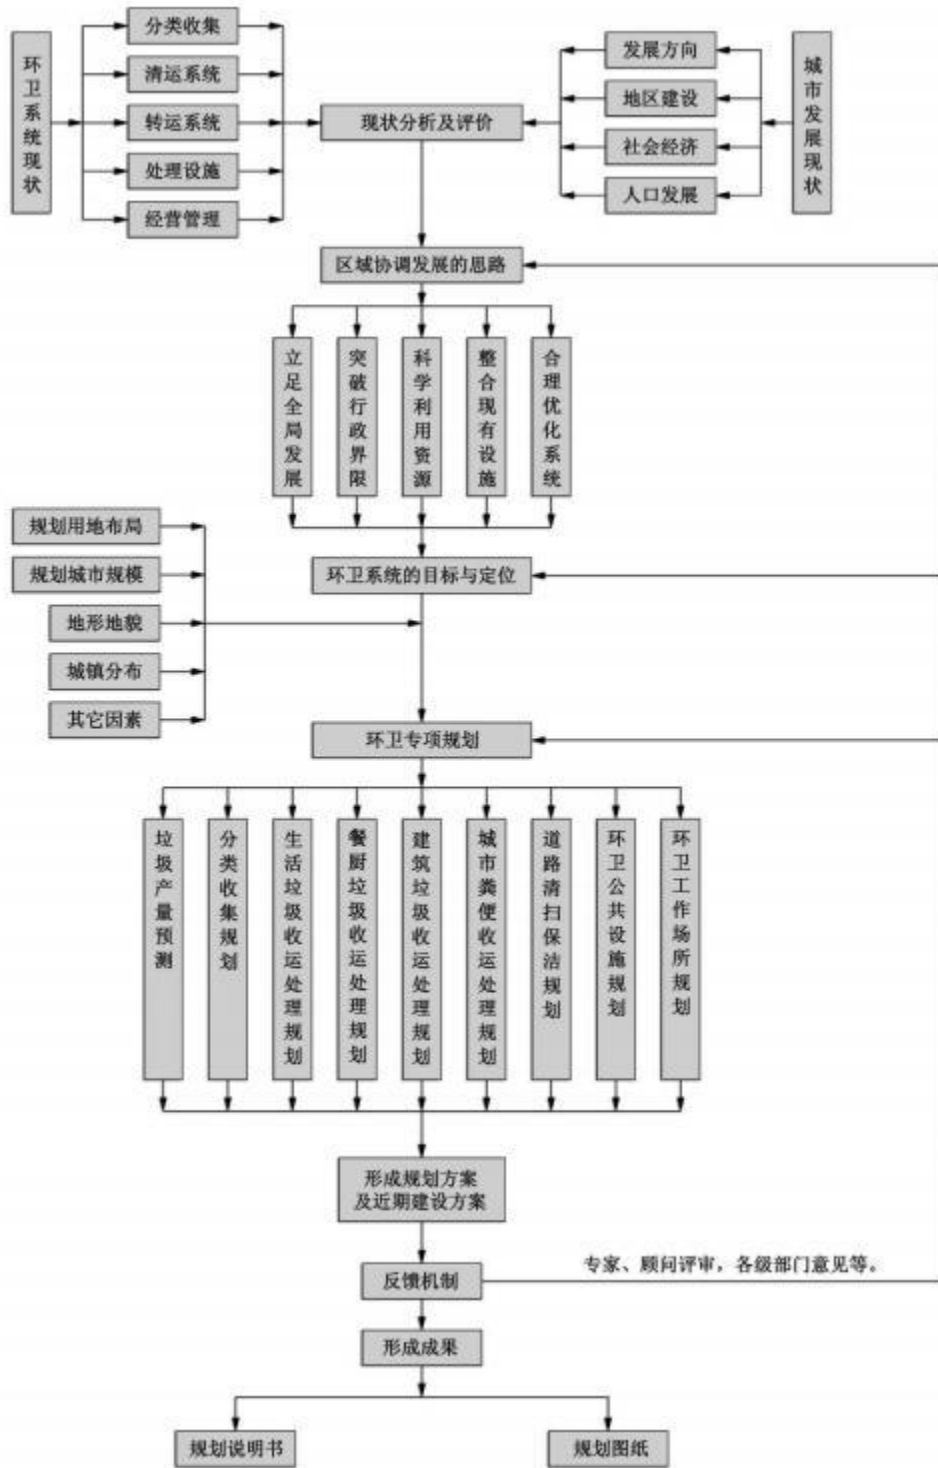 环卫系统现状
分类收集
清运系统
转运系统
处理设施
经营管理
现状分析及评价
发展方向
地区建设
社会经济
人口发展
城市发展现状
区域协调发展的思路
立足全局发展
突破行政界限
科学利用资源
整合现有设施
合理优化系统
规划用地布局
规划城市规模
地形地貌
城镇分布
其它因素
环卫系统的目标与定位
环卫专项规划
垃圾产量预测
分类收集规划
生活垃圾收运处理规划
餐厨垃圾收运处理规划
建筑垃圾收运处理规划
城市粪便收运处理规划
道路清扫保洁规划
环卫公共设施规划
环卫工作场所规划
形成规划方案
及近期建设方案
反馈机制
专家、顾问评审，各级部门意见等。
形成成果
规划说明书
规划图纸